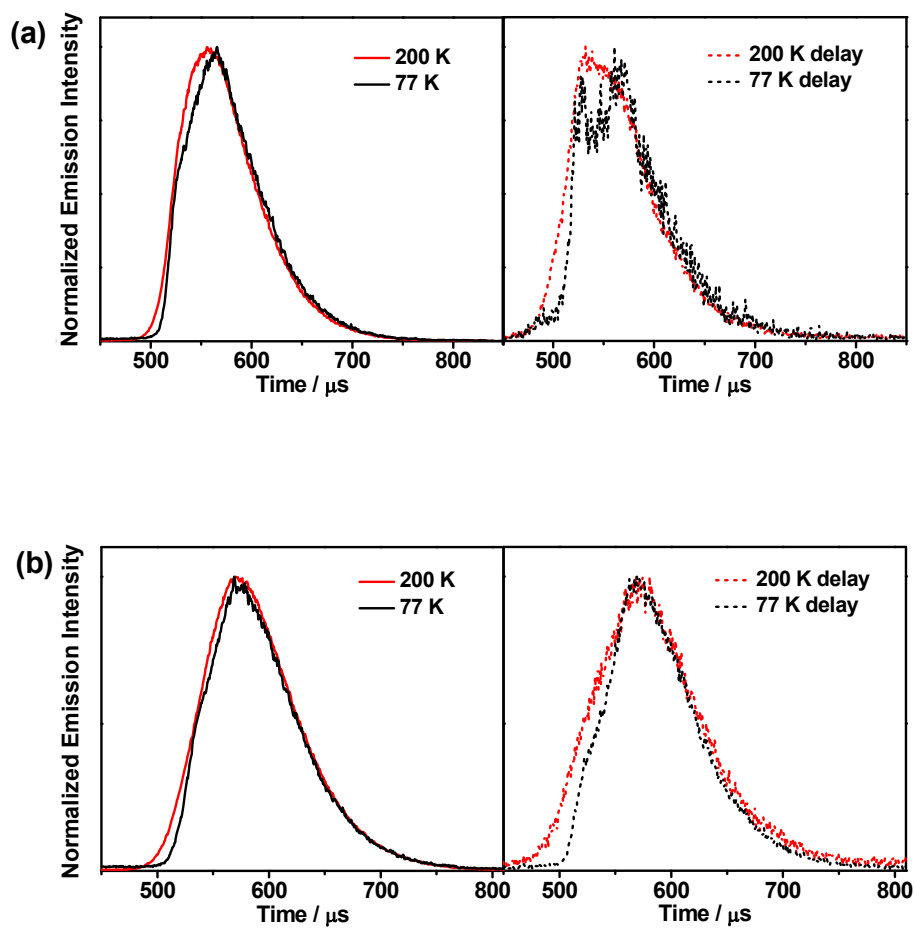 (a)
Normalized Emission Intensity
200 K
77 K
200 K delay
77 K delay
500 600 700 800 500 600 700 800
Time / μs Time / μs
(b)
Normalized Emission Intensity
200 K
77 K
200 K delay
77 K delay
500 600 700 800 500 600 700 800
Time / μs Time / μs